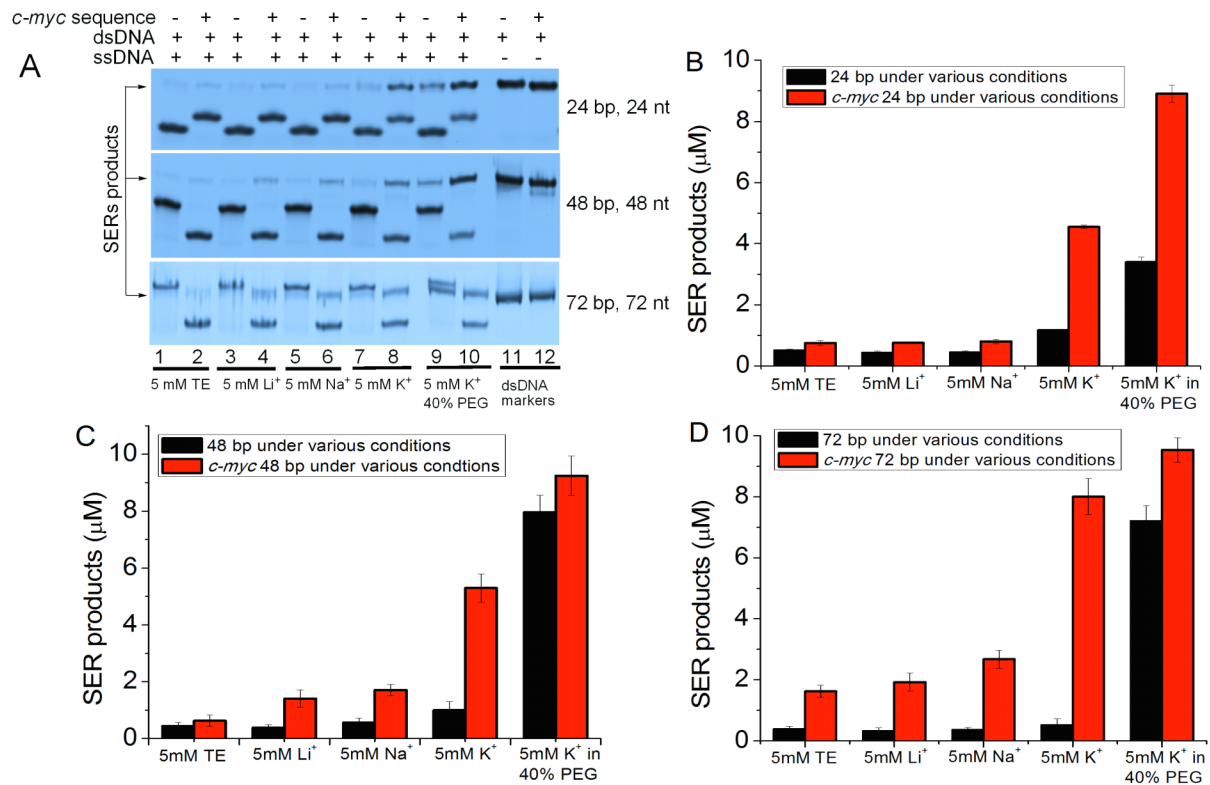 c-myc sequence - + - + - + - + - + - +
dsDNA + + + + + + + + + + + +
ssDNA + + + + + + + + + + - -
A
SERs products
24 bp, 24 nt
48 bp, 48 nt
72 bp, 72 nt
1 2 3 4 5 6 7 8 9 10 11 12
5 mM TE 5 mM Li⁺ 5 mM Na⁺ 5 mM K⁺ 5 mM K⁺ 40% PEG dsDNA markers
B
24 bp under various conditions
c-myc 24 bp under various conditions
SER products (µM)
10
8
6
4
2
0
5mM TE 5mM Li⁺ 5mM Na⁺ 5mM K⁺ 5mM K⁺ in 40% PEG
C
48 bp under various conditions
c-myc 48 bp under various condtions
SER products (µM)
10
8
6
4
2
0
5mM TE 5mM Li⁺ 5mM Na⁺ 5mM K⁺ 5mM K⁺ in 40% PEG
D
72 bp under various conditions
c-myc 72 bp under various conditions
SER products (µM)
10
8
6
4
2
0
5mM TE 5mM Li⁺ 5mM Na⁺ 5mM K⁺ 5mM K⁺ in 40% PEG